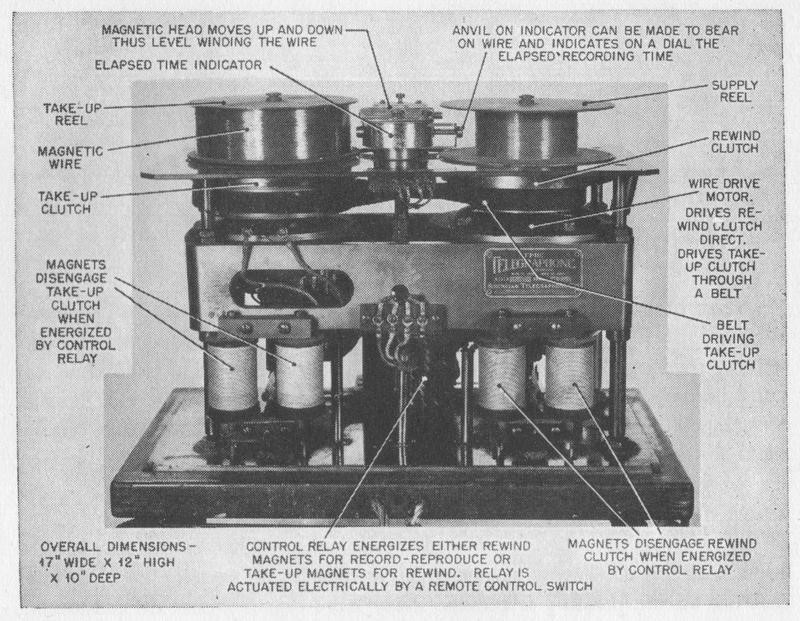 MAGNETIC HEAD MOVES UP AND DOWN
THUS LEVEL WINDING THE WIRE
ANVIL ON INDICATOR CAN BE MADE TO BEAR
ON WIRE AND INDICATES ON A DIAL THE
ELAPSED RECORDING TIME
ELAPSED TIME INDICATOR
SUPPLY
REEL
TAKE-UP
REEL
REWIND
CLUTCH
MAGNETIC
WIRE
TAKE-UP
CLUTCH
WIRE DRIVE
MOTOR.
DRIVES RE-
WIND CLUTCH
DIRECT.
DRIVES TAKE-
UP CLUTCH
THROUGH
A BELT
THE
TELEGRAPHONE
AMERICAN TELEGRAPHONE
MAGNETS
DISENGAGE
TAKE-UP
CLUTCH
WHEN
ENERGIZED
BY CONTROL
RELAY
BELT
DRIVING
TAKE-UP
CLUTCH
OVERALL DIMENSIONS-
17" WIDE X 12" HIGH
X 10" DEEP
CONTROL RELAY ENERGIZES EITHER REWIND
MAGNETS FOR RECORD-REPRODUCE OR
TAKE-UP MAGNETS FOR REWIND. RELAY IS
ACTUATED ELECTRICALLY BY A REMOTE CONTROL SWITCH
MAGNETS DISENGAGE REWIND
CLUTCH WHEN ENERGIZED
BY CONTROL RELAY